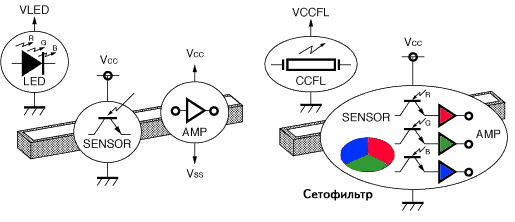 VLED
R G B
LED
Vcc
SENSOR
Vcc
AMP
Vss
VCCFL
CCFL
Vcc
SENSOR
R
G
B
AMP
Сетофильтр